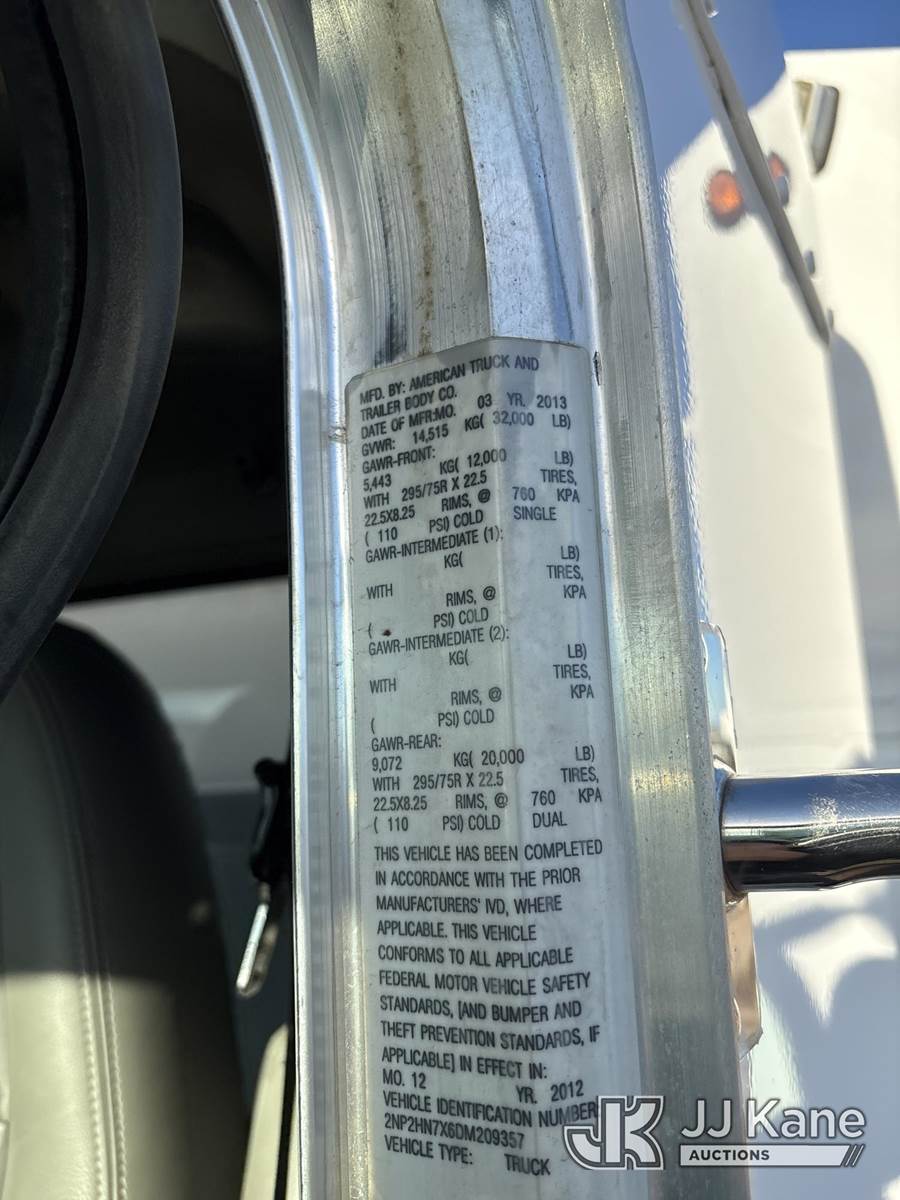 MFD. BY: AMERICAN TRUCK AND
TRAILER BODY CO.
DATE OF MFR:MO. 03 YR. 2013
GVWR: 14,515 KG( 32,000 LB)
GAWR-FRONT:
5,443 KG( 12,000 LB)
WITH 295/75R X 22.5 TIRES,
22.5X8.25 RIMS, @ 760 KPA
( 110 PSI) COLD SINGLE
GAWR-INTERMEDIATE (1):
KG( LB)
WITH TIRES,
RIMS, @ KPA
( PSI) COLD
GAWR-INTERMEDIATE (2):
KG( LB)
WITH TIRES,
RIMS, @ KPA
( PSI) COLD
GAWR-REAR:
9,072 KG( 20,000 LB)
WITH 295/75R X 22.5 TIRES,
22.5X8.25 RIMS, @ 760 KPA
( 110 PSI) COLD DUAL
THIS VEHICLE HAS BEEN COMPLETED
IN ACCORDANCE WITH THE PRIOR
MANUFACTURERS' IVD, WHERE
APPLICABLE. THIS VEHICLE
CONFORMS TO ALL APPLICABLE
FEDERAL MOTOR VEHICLE SAFETY
STANDARDS, [AND BUMPER AND
THEFT PREVENTION STANDARDS, IF
APPLICABLE] IN EFFECT IN:
MO. 12 YR. 2012
VEHICLE IDENTIFICATION NUMBER:
2NP2HN7X6DM209357
VEHICLE TYPE: TRUCK
JK JJ Kane
AUCTIONS